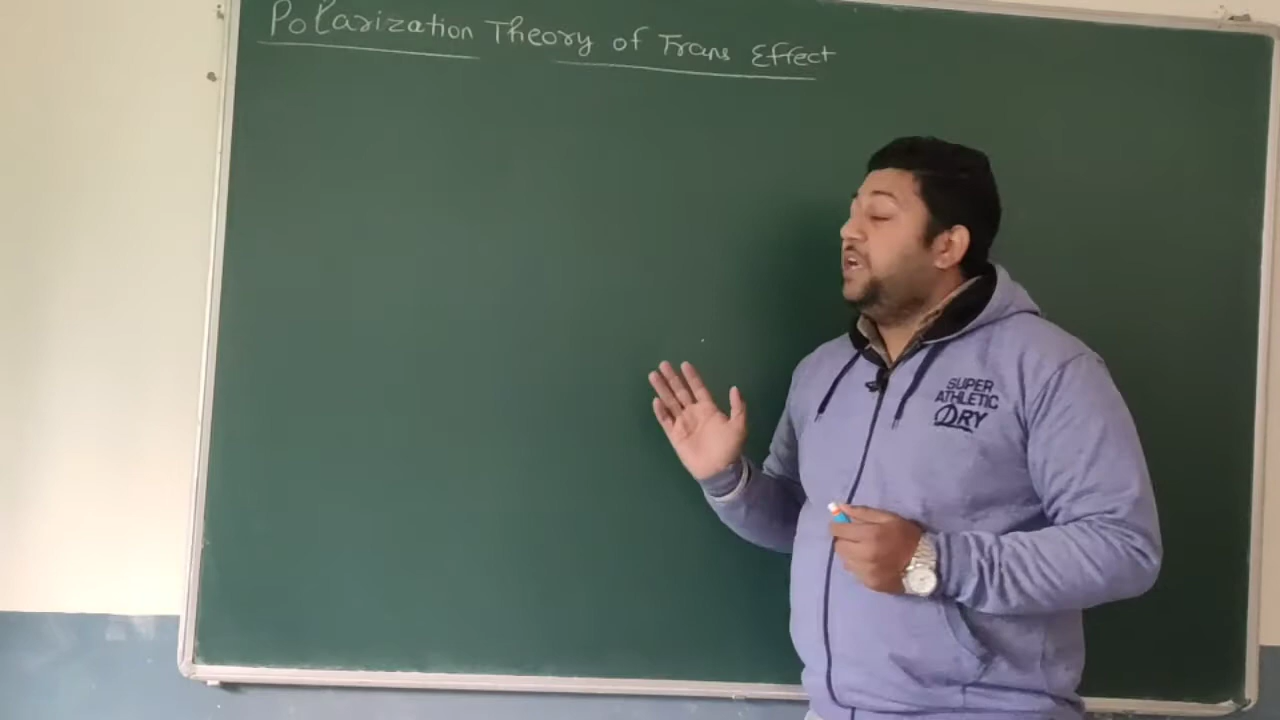 Polarization Theory of Trans Effect
SUPER
ATHLETIC
DRY